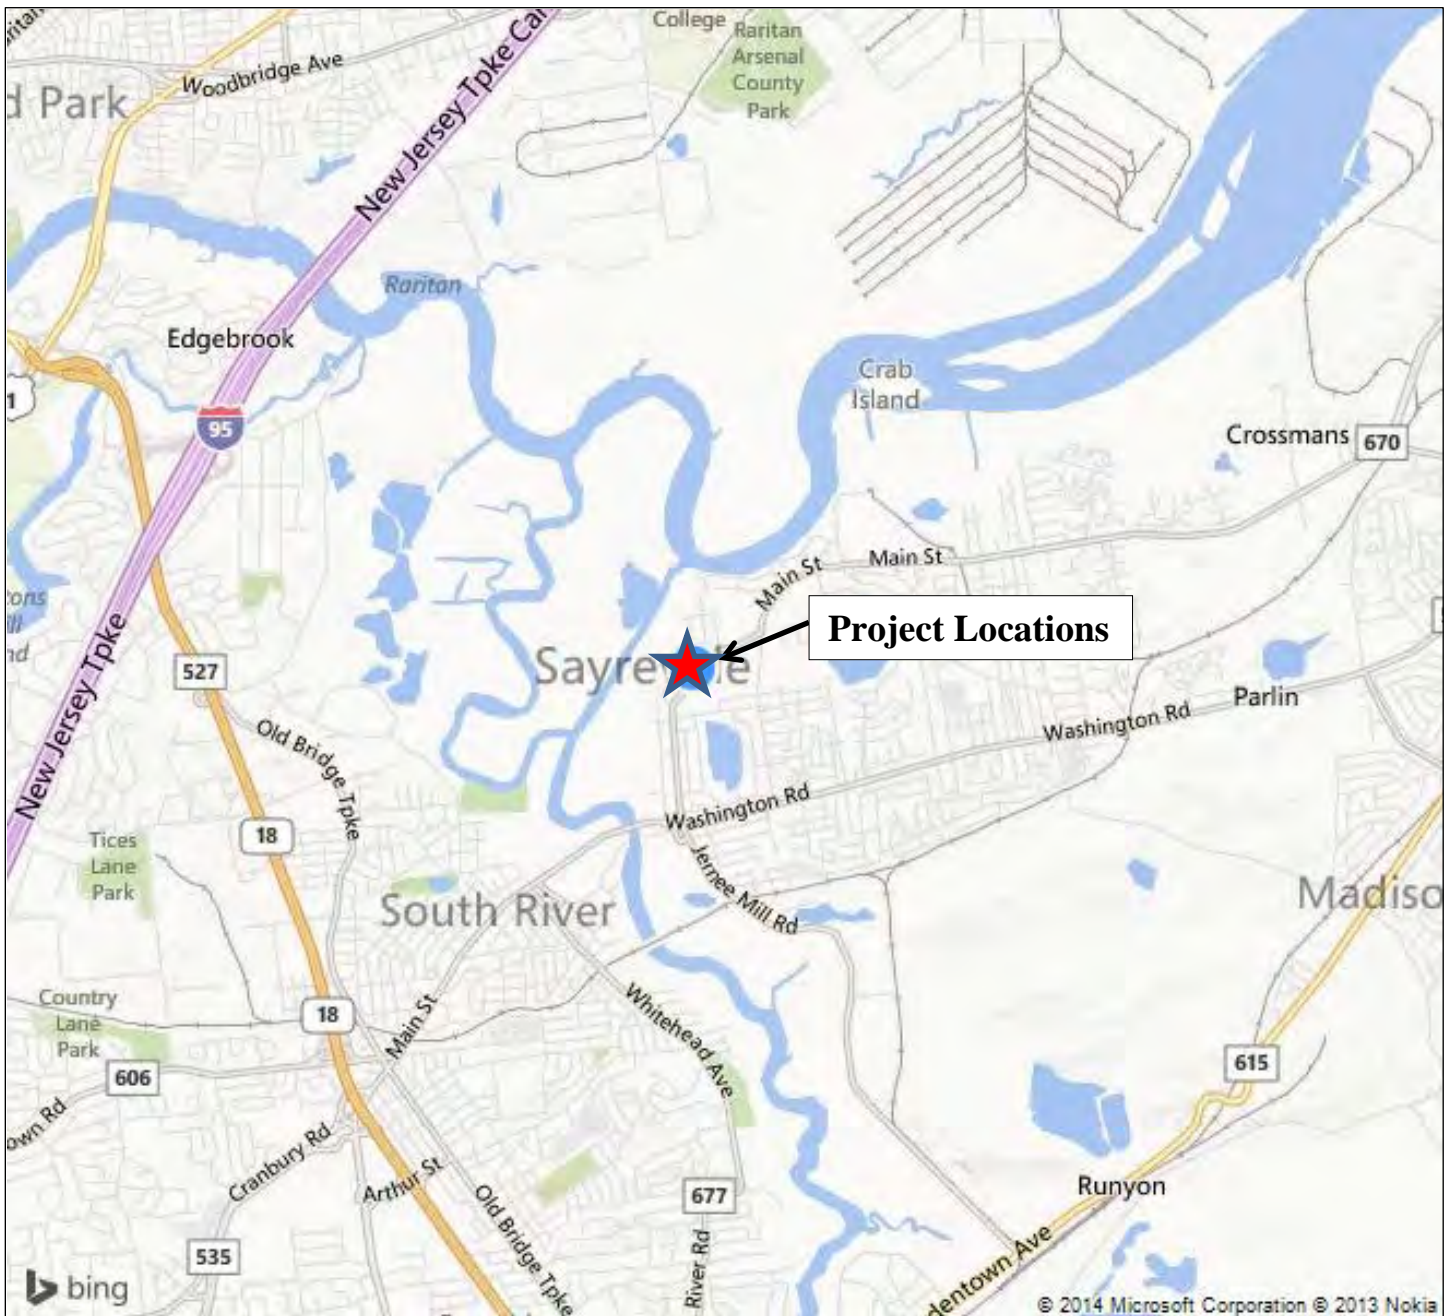 College
Raritan
Arsenal
County
Park
Woodbridge Ave
d Park
New Jersey Tpke Car
Raritan
Edgebrook
1
95
Crab
Island
Crossmans
670
Main St
Main St
Project Locations
Sayre le
527
Parlin
Washington Rd
Old Bridge Tpke
New Jersey Tpke
18
Washington Rd
Tices
Lane
Park
Jernee Mill Rd
South River
Madiso
Country
Lane
Park
18
Main St
Whitehead Ave
606
615
own Rd
Cranbury Rd
Arthur St
Old Bridge Tpke
677
Runyon
535
River Rd
dentown Ave
bing
© 2014 Microsoft Corporation © 2013 Nokia